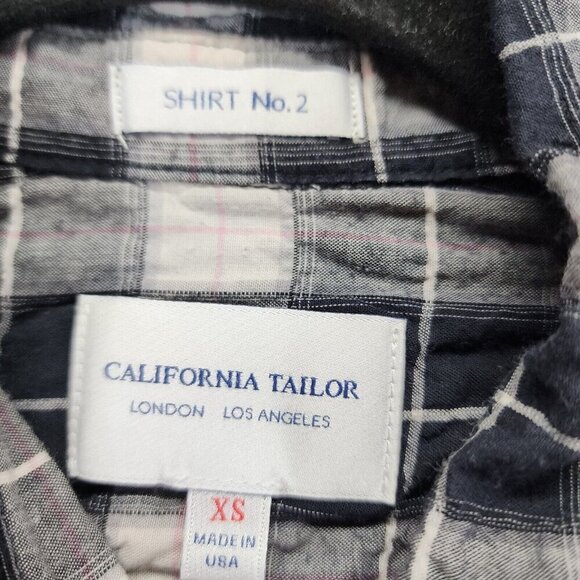 SHIRT No.2
CALIFORNIA TAILOR
LONDON LOS ANGELES
XS
MADE IN
USA